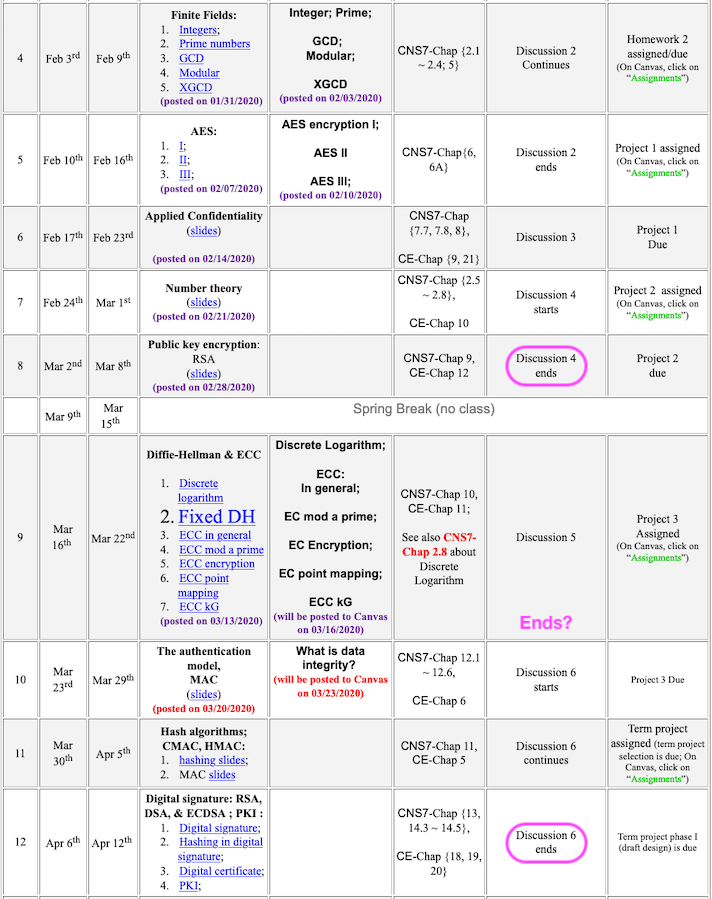 4
Feb 3rd
Feb 9th
Finite Fields:
1. Integers;
2. Prime numbers
3. GCD
4. Modular
5. XGCD
(posted on 01/31/2020)
Integer; Prime;
GCD;
Modular;
XGCD
(posted on 02/03/2020)
CNS7-Chap {2.1
~ 2.4; 5}
Discussion 2
Continues
Homework 2
assigned/due
(On Canvas, click on
“Assignments”)
5
Feb 10th
Feb 16th
AES:
1. I;
2. II;
3. III;
(posted on 02/07/2020)
AES encryption I;
AES II
AES III;
(posted on 02/10/2020)
CNS7-Chap{6,
6A}
Discussion 2
ends
Project 1 assigned
(On Canvas, click on
“Assignments”)
6
Feb 17th
Feb 23rd
Applied Confidentiality
(slides)
(posted on 02/14/2020)
CNS7-Chap
{7.7, 7.8, 8},
CE-Chap {9, 21}
Discussion 3
Project 1
Due
7
Feb 24th
Mar 1st
Number theory
(slides)
(posted on 02/21/2020)
CNS7-Chap {2.5
~ 2.8},
CE-Chap 10
Discussion 4
starts
Project 2 assigned
(On Canvas, click on
“Assignments”)
8
Mar 2nd
Mar 8th
Public key encryption:
RSA
(slides)
(posted on 02/28/2020)
CNS7-Chap 9,
CE-Chap 12
Discussion 4
ends
Project 2
due
Mar 9th
Mar
15th
Spring Break (no class)
9
Mar
16th
Mar 22nd
Diffie-Hellman & ECC
1. Discrete
logarithm
2. Fixed DH
3. ECC in general
4. ECC mod a prime
5. ECC encryption
6. ECC point
mapping
7. ECC kG
(posted on 03/13/2020)
Discrete Logarithm;
ECC:
In general;
EC mod a prime;
EC Encryption;
EC point mapping;
ECC kG
(will be posted to Canvas
on 03/16/2020)
CNS7-Chap 10,
CE-Chap 11;
See also CNS7-
Chap 2.8 about
Discrete
Logarithm
Discussion 5
Ends?
Project 3
Assigned
(On Canvas, click on
“Assignments”)
10
Mar
23rd
Mar 29th
The authentication
model,
MAC
(slides)
(posted on 03/20/2020)
What is data
integrity?
(will be posted to Canvas
on 03/23/2020)
CNS7-Chap 12.1
~ 12.6,
CE-Chap 6
Discussion 6
starts
Project 3 Due
11
Mar
30th
Apr 5th
Hash algorithms;
CMAC, HMAC:
1. hashing slides;
2. MAC slides
CNS7-Chap 11,
CE-Chap 5
Discussion 6
continues
Term project
assigned (term project
selection is due; On
Canvas, click on
“Assignments”)
12
Apr 6th
Apr 12th
Digital signature: RSA,
DSA, & ECDSA ; PKI :
1. Digital signature;
2. Hashing in digital
signature;
3. Digital certificate;
4. PKI;
CNS7-Chap {13,
14.3 ~ 14.5},
CE-Chap {18, 19,
20}
Discussion 6
ends
Term project phase I
(draft design) is due